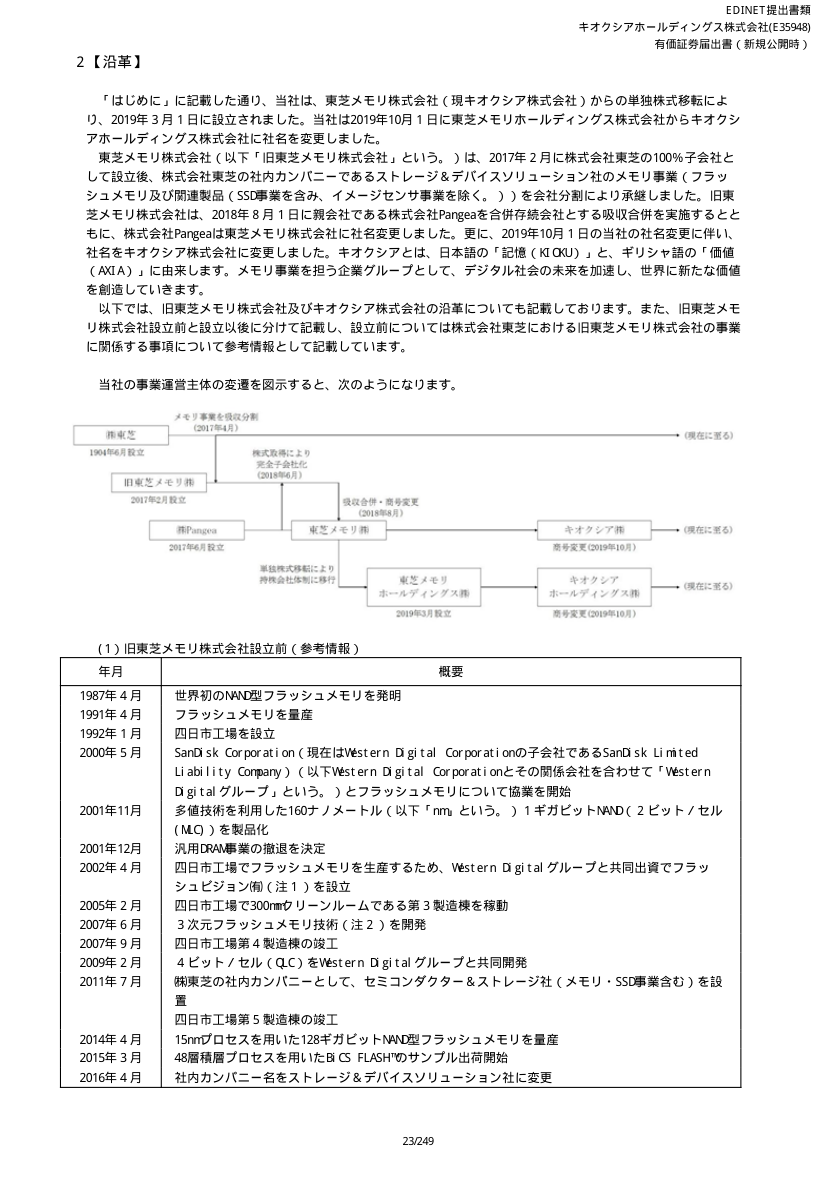 EDINET提出書類
キオクシアホールディングス株式会社(E35948)
有価証券届出書（新規公開時）
2【沿革】
「はじめに」に記載した通り、当社は、東芝メモリ株式会社（現キオクシア株式会社）からの単独株式移転によ
り、2019年３月１日に設立されました。当社は2019年10月１日に東芝メモリホールディングス株式会社からキオクシ
アホールディングス株式会社に社名を変更しました。
東芝メモリ株式会社（以下「旧東芝メモリ株式会社」という。）は、2017年２月に株式会社東芝の100％子会社と
して設立後、株式会社東芝の社内カンパニーであるストレージ＆デバイスソリューション社のメモリ事業（フラッ
シュメモリ及び関連製品（SSD事業を含み、イメージセンサ事業を除く。））を会社分割により承継しました。旧東
芝メモリ株式会社は、2018年８月１日に親会社である株式会社Pangeaを合併存続会社とする吸収合併を実施するとと
もに、株式会社Pangeaは東芝メモリ株式会社に社名変更しました。更に、2019年10月１日の当社の社名変更に伴い、
社名をキオクシア株式会社に変更しました。キオクシアとは、日本語の「記憶（KIOKU）」と、ギリシャ語の「価値
（AXIA）」に由来します。メモリ事業を担う企業グループとして、デジタル社会の未来を加速し、世界に新たな価値
を創造していきます。
以下では、旧東芝メモリ株式会社及びキオクシア株式会社の沿革についても記載しております。また、旧東芝メモ
リ株式会社設立前と設立以後に分けて記載し、設立前については株式会社東芝における旧東芝メモリ株式会社の事業
に関係する事項について参考情報として記載しています。
当社の事業運営主体の変遷を図示すると、次のようになります。
メモリ事業を吸収分割
(2017年4月)
㈱東芝
(現在に至る)
1904年6月設立
株式取得により
完全子会社化
(2018年6月)
旧東芝メモリ㈱
2017年2月設立
吸収合併・商号変更
(2018年8月)
㈱Pangea
東芝メモリ㈱
キオクシア㈱
(現在に至る)
2017年6月設立
商号変更(2019年10月)
単独株式移転により
持株会社体制に移行
東芝メモリ
ホールディングス㈱
キオクシア
ホールディングス㈱
(現在に至る)
2019年3月設立
商号変更(2019年10月)
(1)旧東芝メモリ株式会社設立前（参考情報）
年月 概要
1987年４月 世界初のNAND型フラッシュメモリを発明
1991年４月 フラッシュメモリを量産
1992年１月 四日市工場を設立
2000年５月 SanDisk Corporation（現在はWestern Digital Corporationの子会社であるSanDisk Limited
Liability Company）（以下Western Digital Corporationとその関係会社を合わせて「Western
Digitalグループ」という。）とフラッシュメモリについて協業を開始
2001年11月 多値技術を利用した160ナノメートル（以下「nm」という。）１ギガビットNAND（２ビット／セル
(MLC)）を製品化
2001年12月 汎用DRAM事業の撤退を決定
2002年４月 四日市工場でフラッシュメモリを生産するため、Western Digitalグループと共同出資でフラッ
シュビジョン㈲（注１）を設立
2005年２月 四日市工場で300mmクリーンルームである第３製造棟を稼動
2007年６月 ３次元フラッシュメモリ技術（注２）を開発
2007年９月 四日市工場第４製造棟の竣工
2009年２月 ４ビット／セル（QLC）をWestern Digitalグループと共同開発
2011年７月 ㈱東芝の社内カンパニーとして、セミコンダクター＆ストレージ社（メモリ・SSD事業含む）を設
置
四日市工場第５製造棟の竣工
2014年４月 15nmプロセスを用いた128ギガビットNAND型フラッシュメモリを量産
2015年３月 48層積層プロセスを用いたBiCS FLASH™のサンプル出荷開始
2016年４月 社内カンパニー名をストレージ＆デバイスソリューション社に変更
23/249